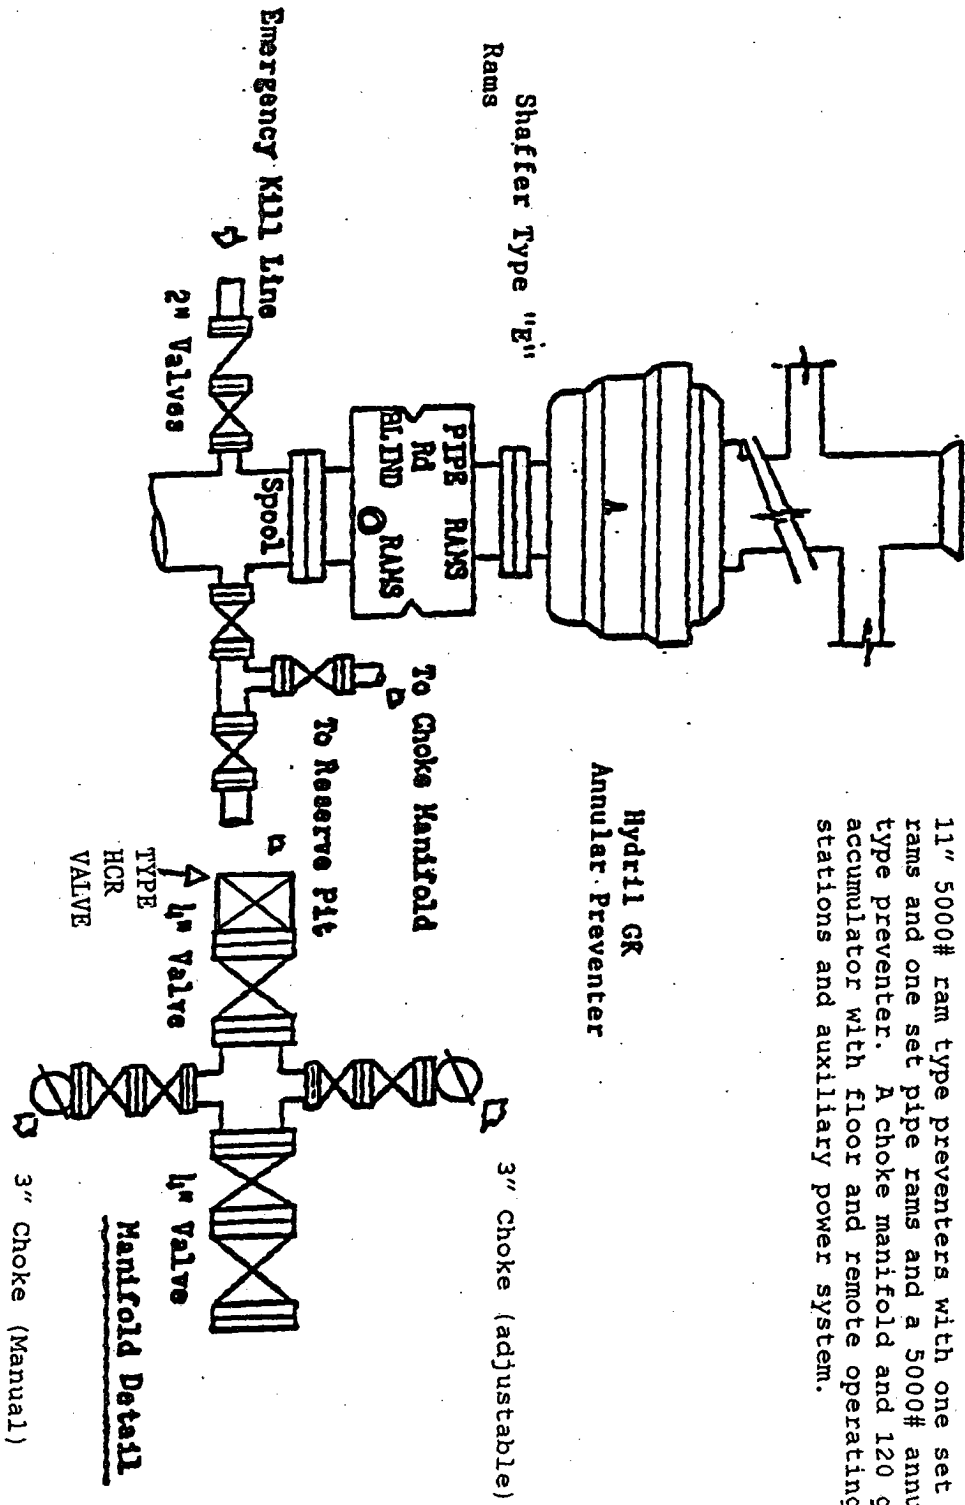 11" 5000# ram type preventers with one set
rams and one set pipe rams and a 5000#
type preventer. A choke manifold and 120
accumulator with floor and remote operating
stations and auxiliary power system.
Hydril GR
Annular Preventer
Shaffer Type "E"
Rams
PIPE RAMS
Rd
BLIND RAMS
Spool
Emergency Kill Line
2" Valves
To Choke Manifold
To Reserve Pit
TYPE
HCR
VALVE
4" Valve
4" Valve
3" Choke (adjustable)
3" Choke (Manual)
Manifold Detail